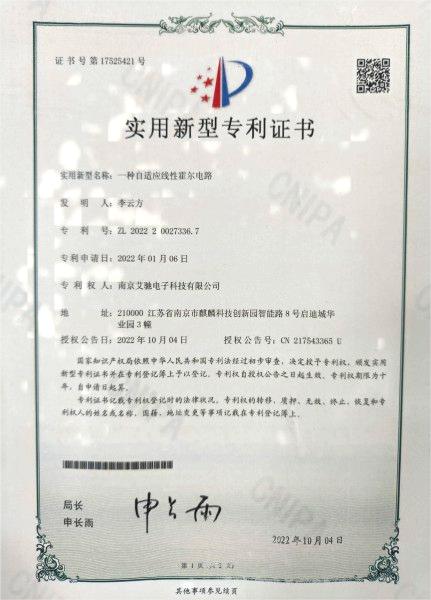 证书号第17525421号
实用新型专利证书
实用新型名称：一种自适应线性霍尔电路
发明人：李云方
专利号：ZL 2022 2 0027336.7
专利申请日：2022年01月06日
专利权人：南京艾驰电子科技有限公司
地址：210000 江苏省南京市麒麟科技创新园智能路8号启迪城华
业园3幢
授权公告日：2022年10月04日 授权公告号：CN 217543365 U
国家知识产权局依照中华人民共和国专利法经过初步审查，决定授予专利权，颁发实用
新型专利证书并在专利登记簿上予以登记。专利权自授权公告之日起生效。专利权期限为十
年，自申请日起算。
专利证书记载专利权登记时的法律状况。专利权的转移、质押、无效、终止、恢复和专
利权人的姓名或名称、国籍、地址变更等事项记载在专利登记簿上。
局长
申长雨
申长雨
2022年10月04日
第1页（共2页）
其他事项参见续页
CNIPA
CNIPA
CNIPA